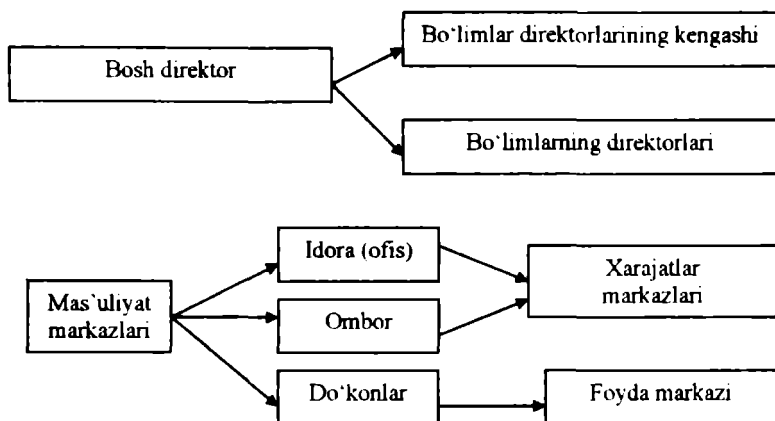 Bo‘limlar direktorlarining kengashi
Bosh direktor
Bo‘limlarning direktorlari
Idora (ofis)
Xarajatlar
markazlari
Mas`uliyat
markazlari
Ombor
Do‘konlar
Foyda markazi